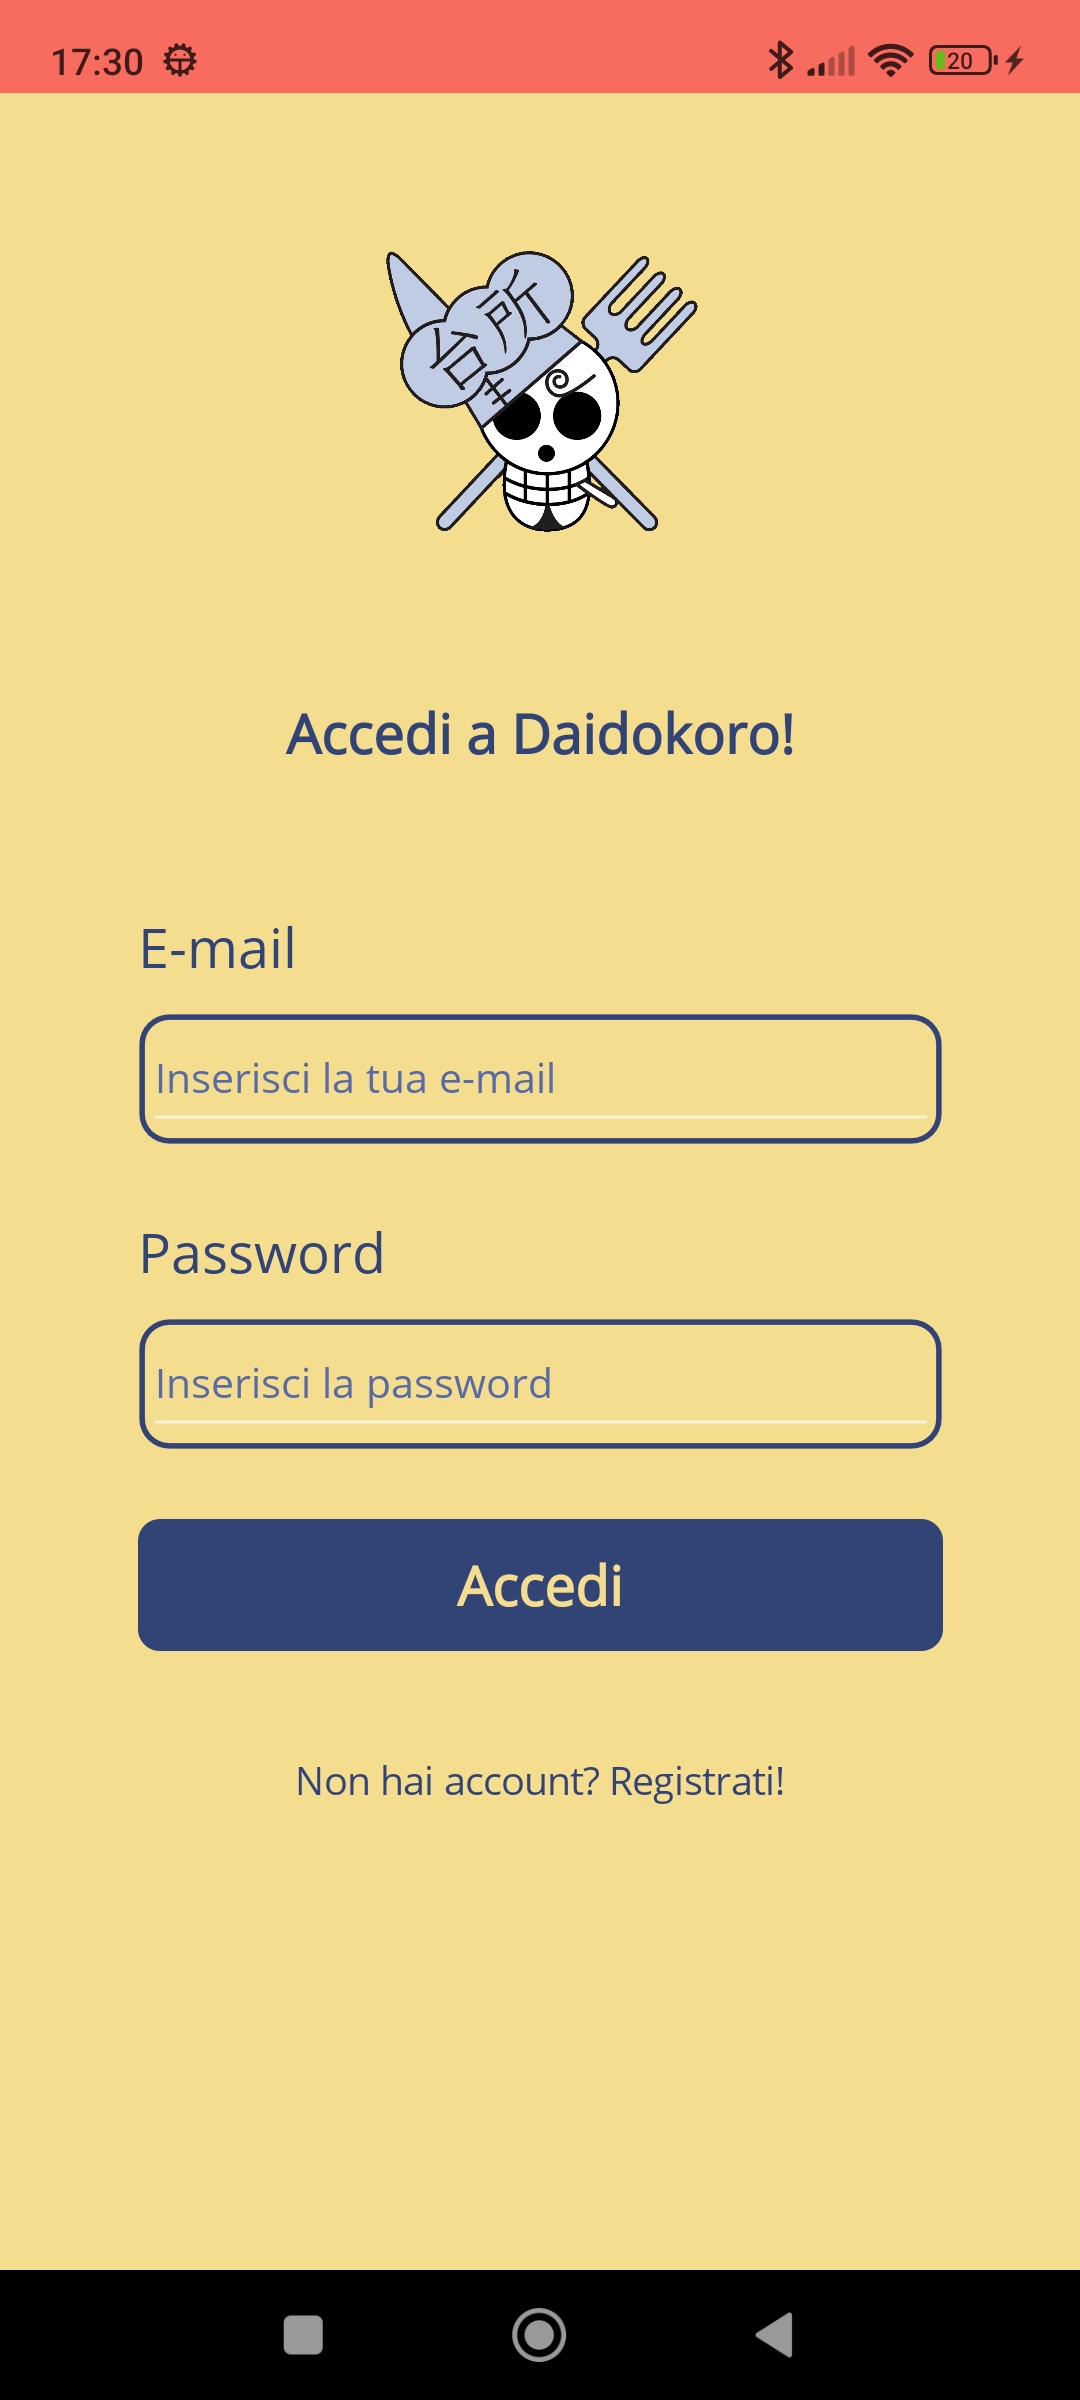 17:30
20
台所
Accedi a Daidokoro!
E-mail
Inserisci la tua e-mail
Password
Inserisci la password
Accedi
Non hai account? Registrati!